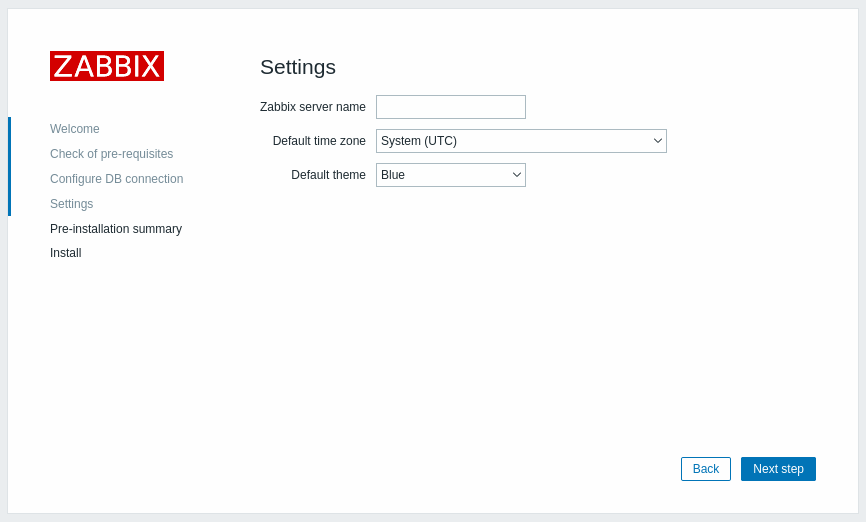 ZABBIX
Welcome
Check of pre-requisites
Configure DB connection
Settings
Pre-installation summary
Install
Settings
Zabbix server name
Default time zone System (UTC)
Default theme Blue
Back Next step